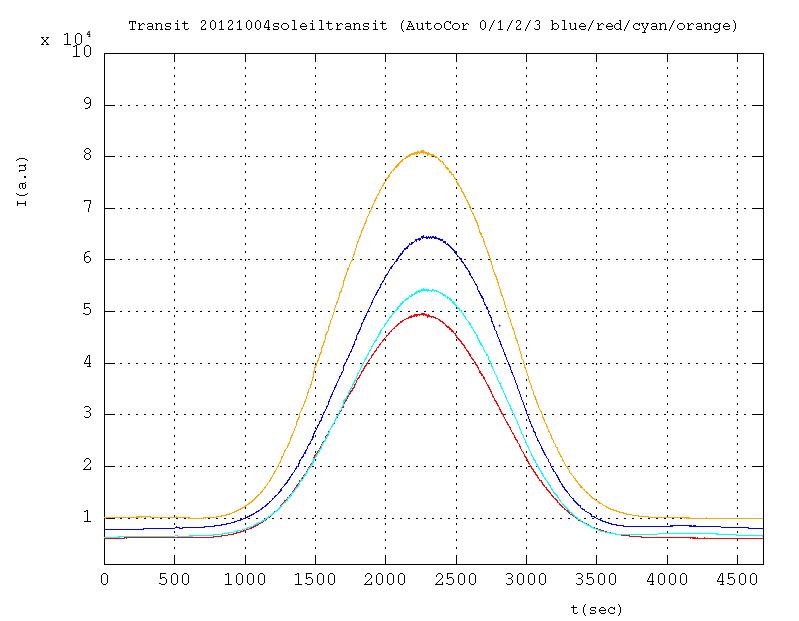 Transit 20121004soleiltransit (AutoCor 0/1/2/3 blue/red/cyan/orange)
x 10⁴
10
9
8
7
6
5
4
3
2
1
I(a.u)
0 500 1000 1500 2000 2500 3000 3500 4000 4500
t(sec)